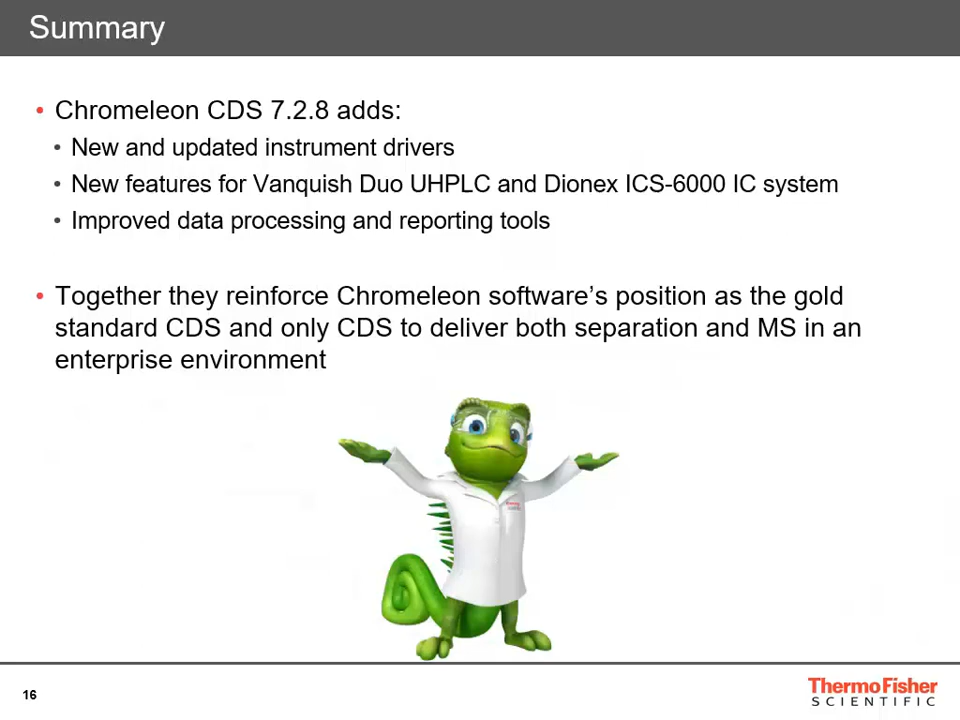 Summary
• Chromeleon CDS 7.2.8 adds:
• New and updated instrument drivers
• New features for Vanquish Duo UHPLC and Dionex ICS-6000 IC system
• Improved data processing and reporting tools
• Together they reinforce Chromeleon software’s position as the gold
standard CDS and only CDS to deliver both separation and MS in an
enterprise environment
16
ThermoFisher
SCIENTIFIC